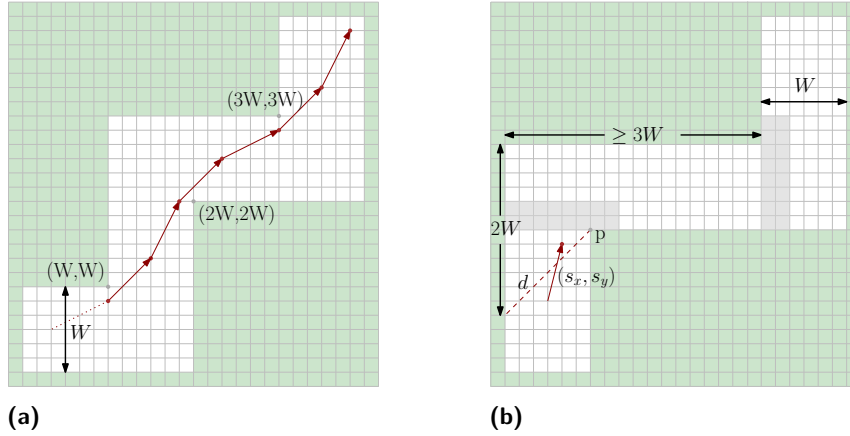 (3W,3W)
(2W,2W)
(W,W)
W
(a)
W
≥ 3W
2W
p
d
(s_x, s_y)
(b)